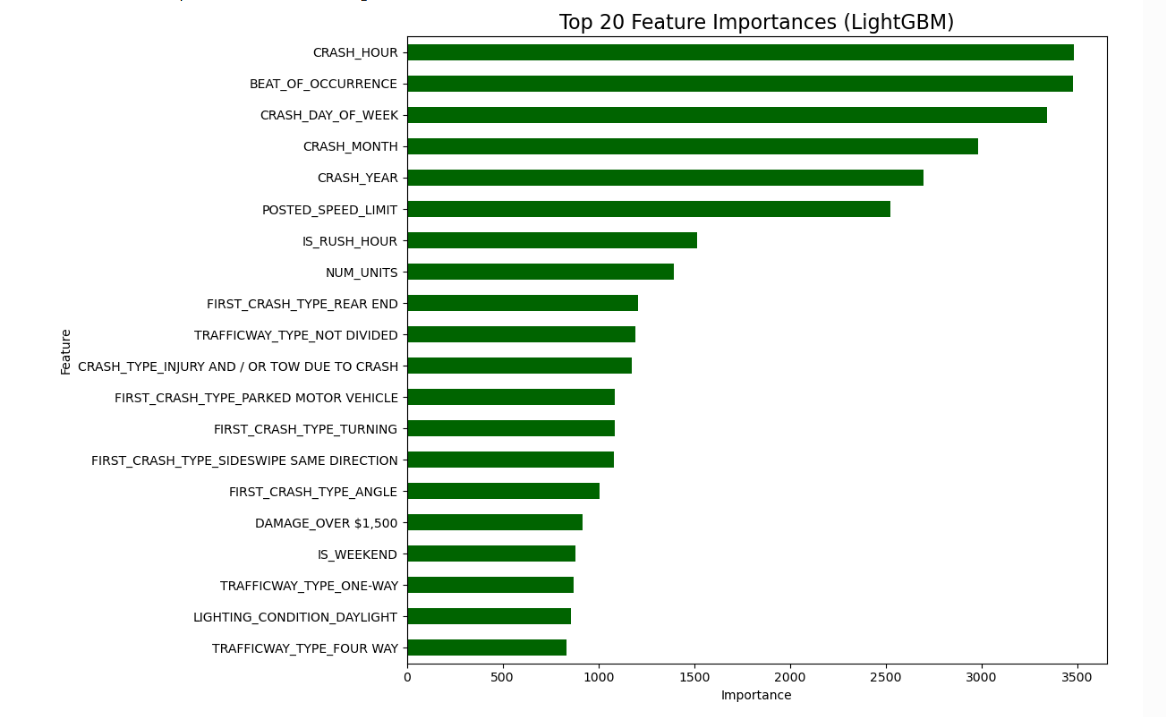 Top 20 Feature Importances (LightGBM)
CRASH_HOUR
BEAT_OF_OCCURRENCE
CRASH_DAY_OF_WEEK
CRASH_MONTH
CRASH_YEAR
POSTED_SPEED_LIMIT
IS_RUSH_HOUR
NUM_UNITS
FIRST_CRASH_TYPE_REAR END
TRAFFICWAY_TYPE_NOT DIVIDED
CRASH_TYPE_INJURY AND / OR TOW DUE TO CRASH
FIRST_CRASH_TYPE_PARKED MOTOR VEHICLE
FIRST_CRASH_TYPE_TURNING
FIRST_CRASH_TYPE_SIDESWIPE SAME DIRECTION
FIRST_CRASH_TYPE_ANGLE
DAMAGE_OVER $1,500
IS_WEEKEND
TRAFFICWAY_TYPE_ONE-WAY
LIGHTING_CONDITION_DAYLIGHT
TRAFFICWAY_TYPE_FOUR WAY
Feature
0 500 1000 1500 2000 2500 3000 3500
Importance